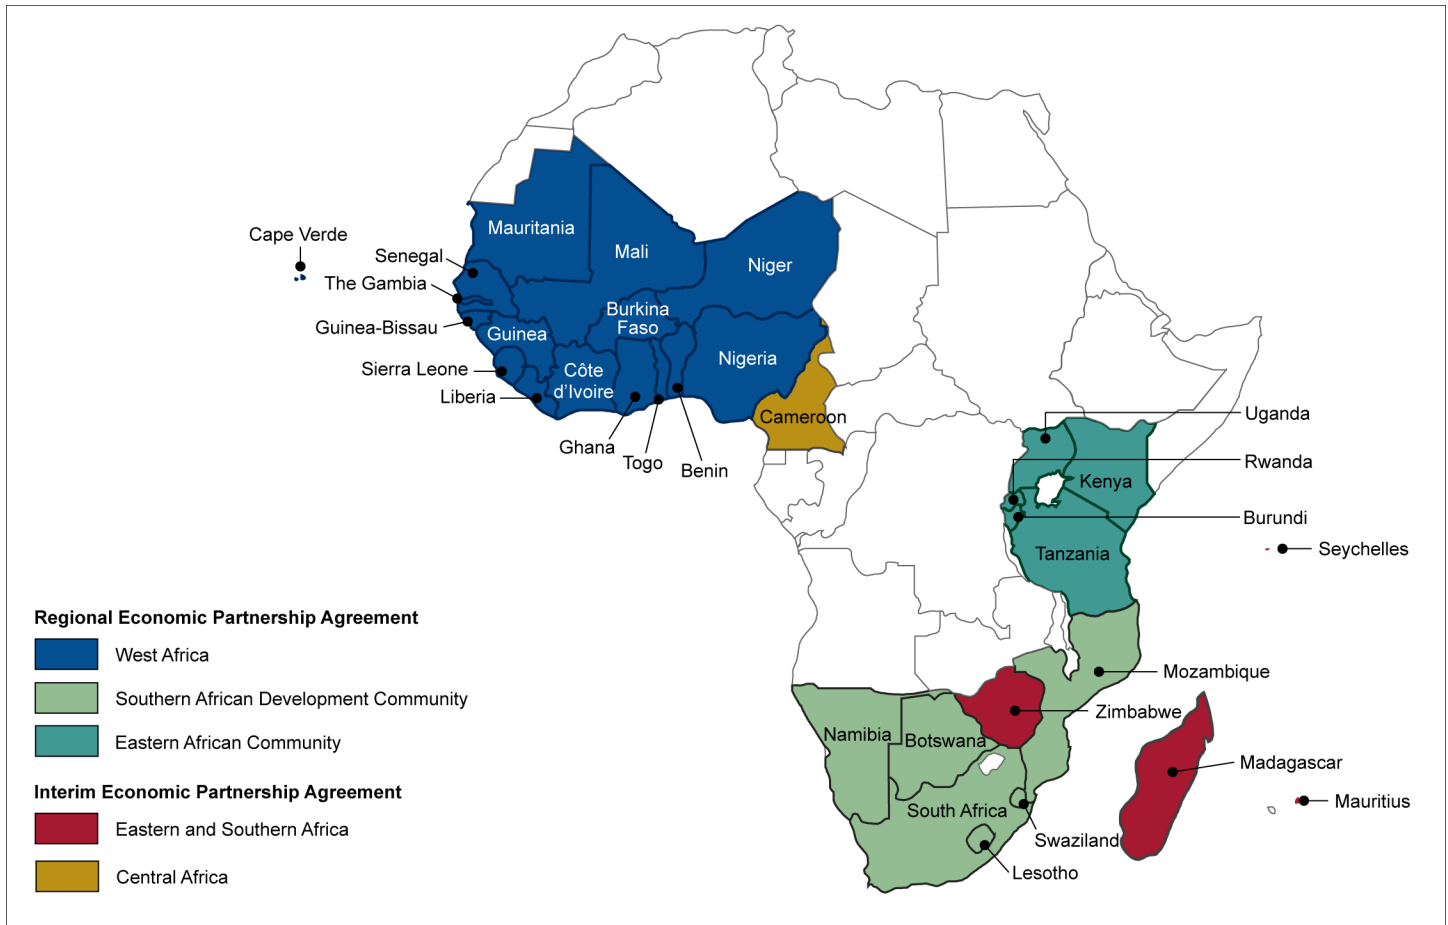 Cape Verde
Senegal
The Gambia
Guinea-Bissau
Sierra Leone
Liberia
Mauritania
Mali
Niger
Burkina
Faso
Guinea
Côte
d’Ivoire
Nigeria
Ghana
Togo
Benin
Cameroon
Uganda
Rwanda
Kenya
Burundi
Tanzania
Seychelles
Mozambique
Zimbabwe
Namibia
Botswana
Madagascar
Mauritius
South Africa
Swaziland
Lesotho
Regional Economic Partnership Agreement
West Africa
Southern African Development Community
Eastern African Community
Interim Economic Partnership Agreement
Eastern and Southern Africa
Central Africa